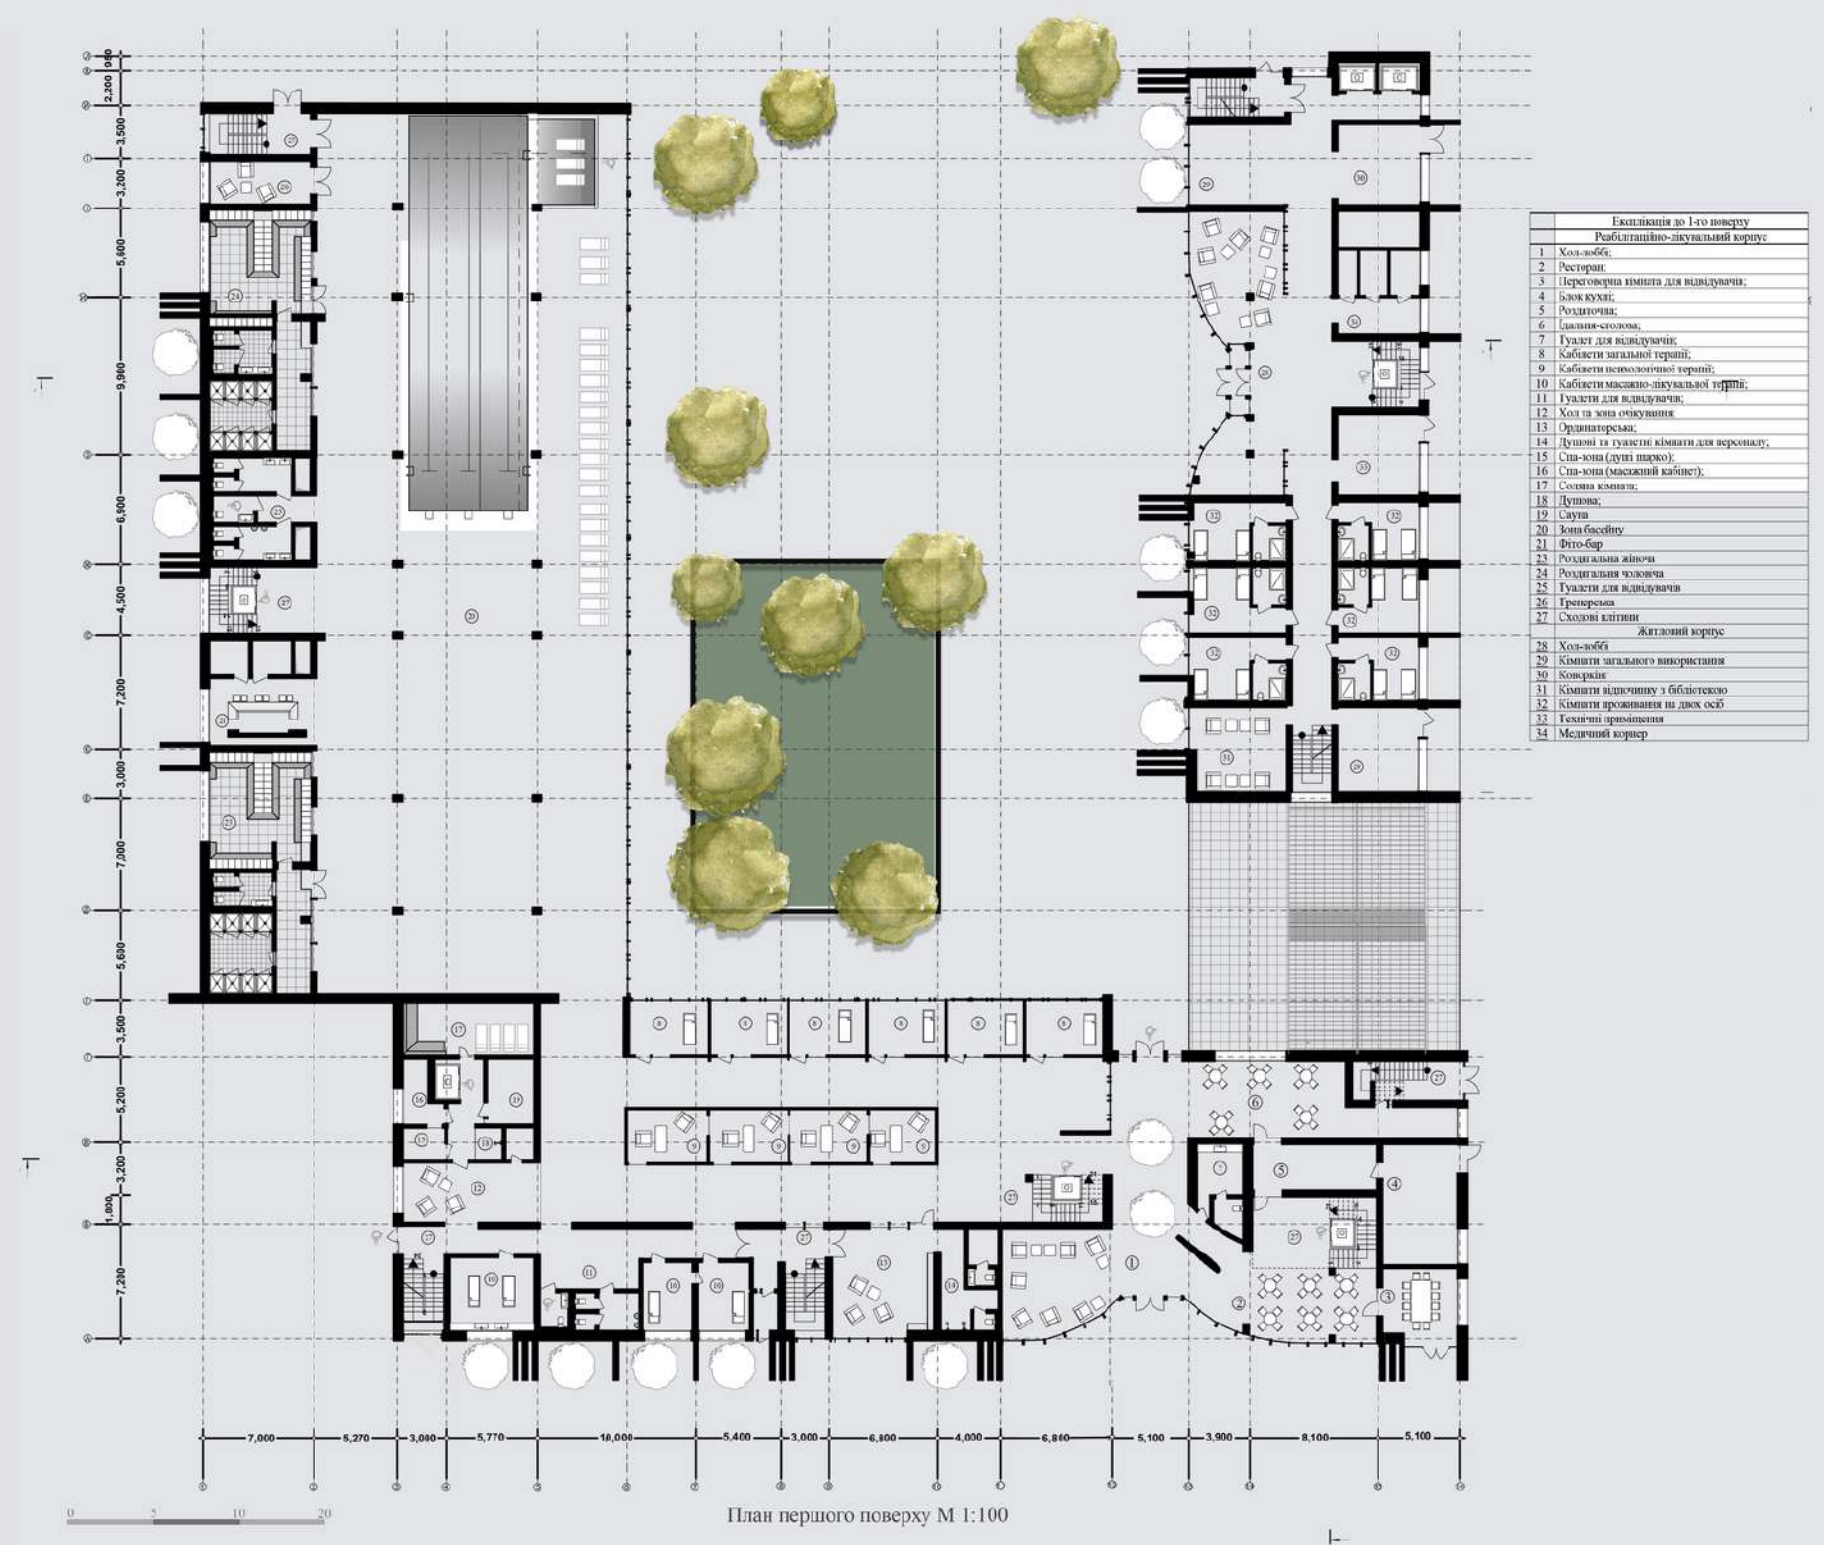 Експлікація до 1-го поверху
Реабілітаційно-лікувальний корпус
1 Хол-лоббі;
2 Ресторан;
3 Переговорна кімната для відвідувачів;
4 Блок кухні;
5 Роздаточна;
6 Їдальня-столова;
7 Туалет для відвідувачів;
8 Кабінети загальної терапії;
9 Кабінети психологічної терапії;
10 Кабінети масажно-лікувальної терапії;
11 Туалети для відвідувачів;
12 Хол та зона очікування
13 Ординаторська;
14 Душові та туалетні кімнати для персоналу;
15 Спа-зона (душі шарко);
16 Спа-зона (масажний кабінет);
17 Соляна кімната;
18 Душова;
19 Сауна
20 Зона басейну
21 Фіто-бар
23 Роздягальна жіноча
24 Роздягальня чоловіча
25 Туалети для відвідувачів
26 Тренерська
27 Сходові клітини
Житловий корпус
28 Хол-лоббі
29 Кімнати загального використання
30 Коворкінг
31 Кімнати відпочинку з бібліотекою
32 Кімнати проживання на двох осіб
33 Технічні приміщення
34 Медичний корнер
2,200
3,500
3,200
5,600
9,900
6,900
4,500
7,200
3,000
7,000
5,600
3,500
5,200
3,200
1,800
7,200
7,000 5,270 3,000 5,770 10,000 5,400 3,000 6,800 4,000 6,800 5,100 3,900 8,100 5,100
0 5 10 20
План першого поверху М 1:100